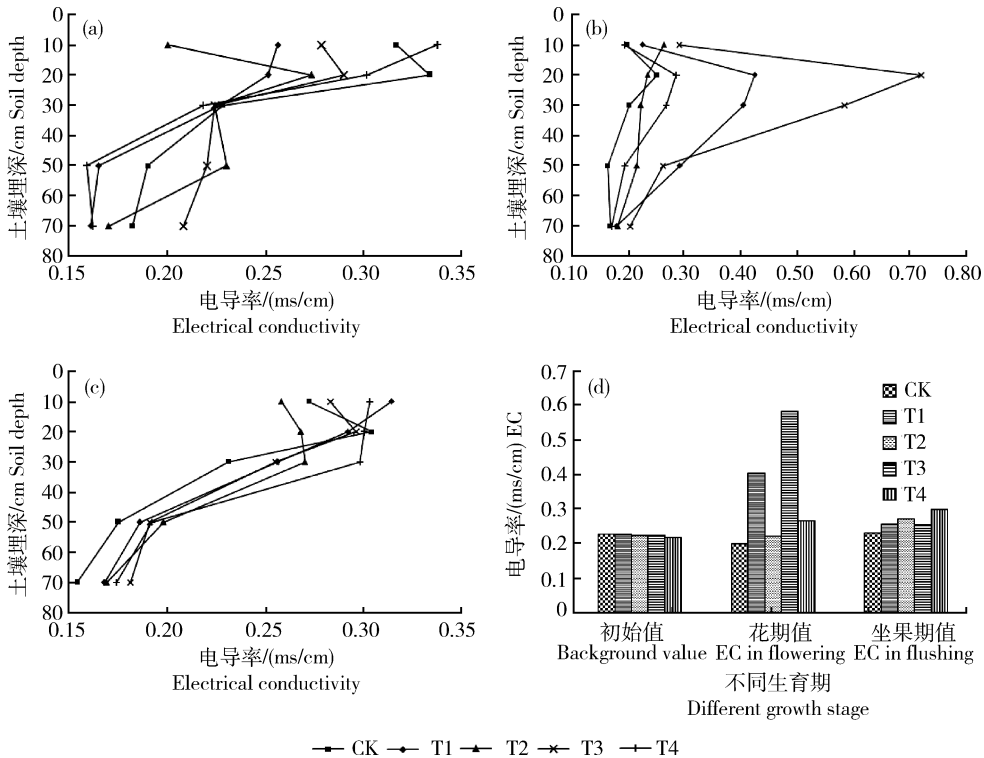 (a)
0
10
20
30
40
50
60
70
80
土壤埋深/cm Soil depth
0.15 0.20 0.25 0.30 0.35
电导率/(ms/cm)
Electrical conductivity
(b)
0
10
20
30
40
50
60
70
80
土壤埋深/cm Soil depth
0.10 0.20 0.30 0.40 0.50 0.60 0.70 0.80
电导率/(ms/cm)
Electrical conductivity
(c)
0
10
20
30
40
50
60
70
80
土壤埋深/cm Soil depth
0.15 0.20 0.25 0.30 0.35
电导率/(ms/cm)
Electrical conductivity
(d)
0.7
0.6
0.5
0.4
0.3
0.2
0.1
0
电导率/(ms/cm) EC
CK
T1
T2
T3
T4
初始值 花期值 坐果期值
Background value EC in flowering EC in flushing
不同生育期
Different growth stage
CK T1 T2 T3 T4